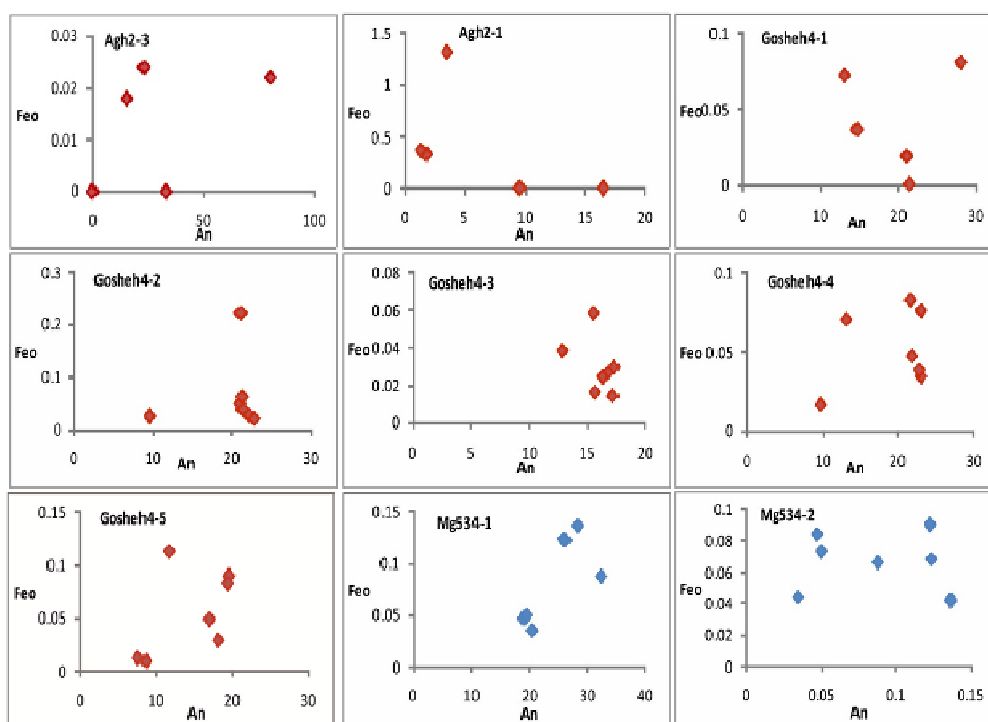 Agh2-3
0.03
0.02
Feo
0.01
0
0 50 100
An
Agh2-1
1.5
1
Feo
0.5
0
0 5 10 15 20
An
Gosheh4-1
0.1
Feo 0.05
0
0 10 20 30
An
Gosheh4-2
0.3
0.2
Feo
0.1
0
0 10 20 30
An
Gosheh4-3
0.08
0.06
Feo 0.04
0.02
0
0 5 10 15 20
An
Gosheh4-4
0.1
Feo 0.05
0
0 10 20 30
An
Gosheh4-5
0.15
0.1
Feo
0.05
0
0 10 20 30
An
Mg534-1
0.15
0.1
Feo
0.05
0
0 10 20 30 40
An
Mg534-2
0.1
0.08
0.06
Feo
0.04
0.02
0
0 0.05 0.1 0.15
An